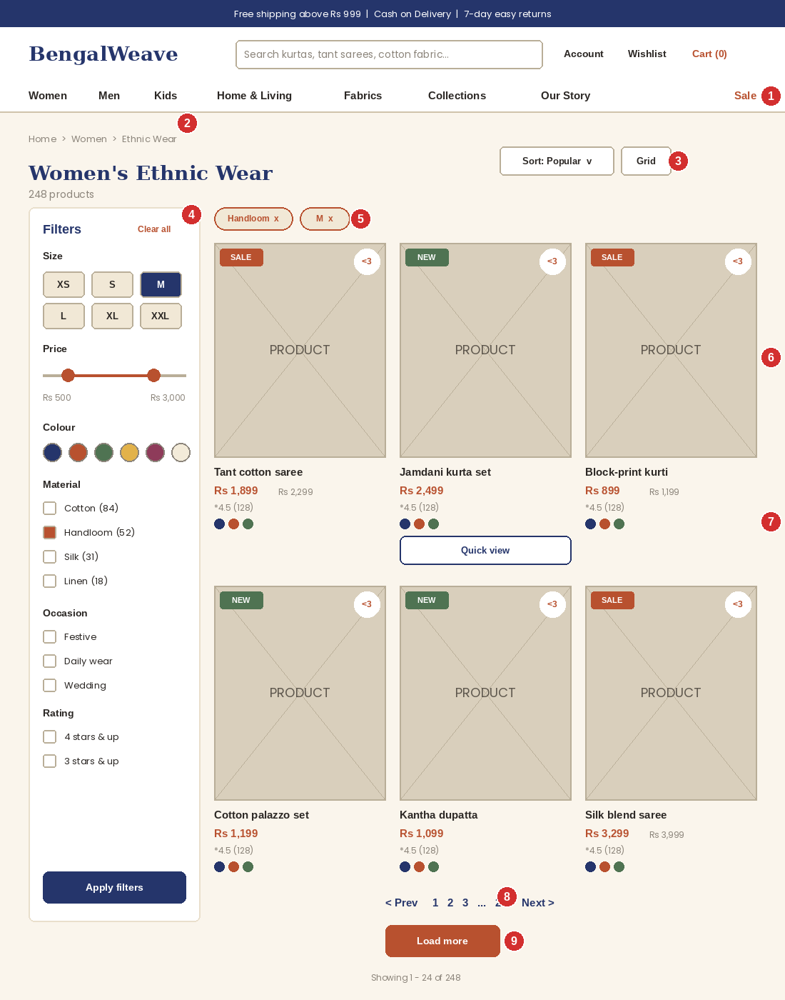 Free shipping above Rs 999 | Cash on Delivery | 7-day easy returns
BengalWeave
Search kurtas, tant sarees, cotton fabric...
Account Wishlist Cart (0)
Women Men Kids Home & Living Fabrics Collections Our Story Sale 1
2
Home > Women > Ethnic Wear
Women's Ethnic Wear
248 products
Sort: Popular v
Grid 3
4
Filters Clear all
Size
XS S M
L XL XXL
Price
Rs 500 Rs 3,000
Colour
Material
Cotton (84)
Handloom (52)
Silk (31)
Linen (18)
Occasion
Festive
Daily wear
Wedding
Rating
4 stars & up
3 stars & up
Apply filters
Handloom x M x 5
SALE <3 NEW <3 SALE <3
PRODUCT PRODUCT PRODUCT 6
Tant cotton saree Jamdani kurta set Block-print kurti
Rs 1,899 Rs 2,299 Rs 2,499 Rs 899 Rs 1,199
*4.5 (128) *4.5 (128) *4.5 (128)
7
Quick view
NEW <3 NEW <3 SALE <3
PRODUCT PRODUCT PRODUCT
Cotton palazzo set Kantha dupatta Silk blend saree
Rs 1,199 Rs 1,099 Rs 3,299 Rs 3,999
*4.5 (128) *4.5 (128) *4.5 (128)
8
< Prev 1 2 3 ... Next >
Load more 9
Showing 1 - 24 of 248